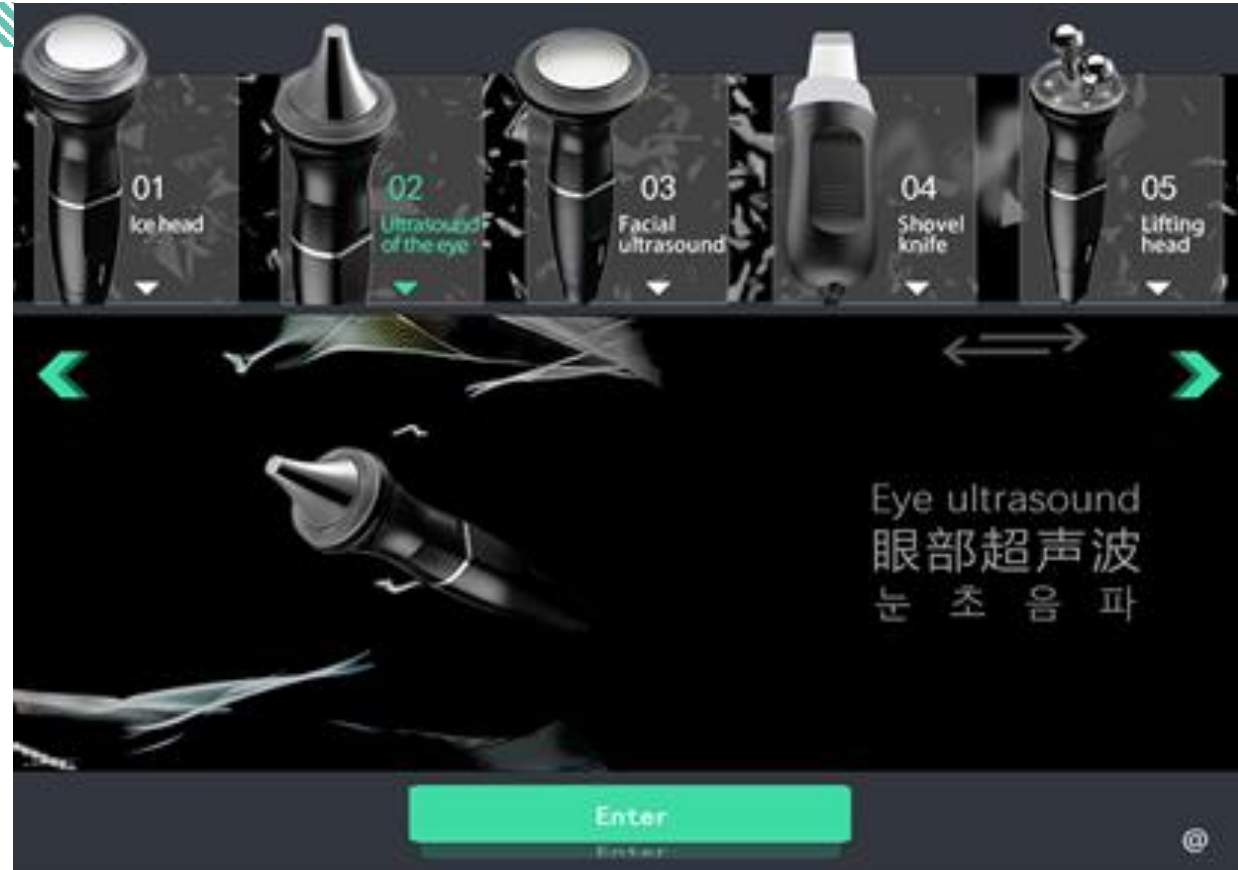 01
Ice head
02
Ultrasound
of the eye
03
Facial
ultrasound
04
Shovel
knife
05
Lifting
head
Eye ultrasound
眼部超声波
눈 초 음 파
Enter
Enter
@